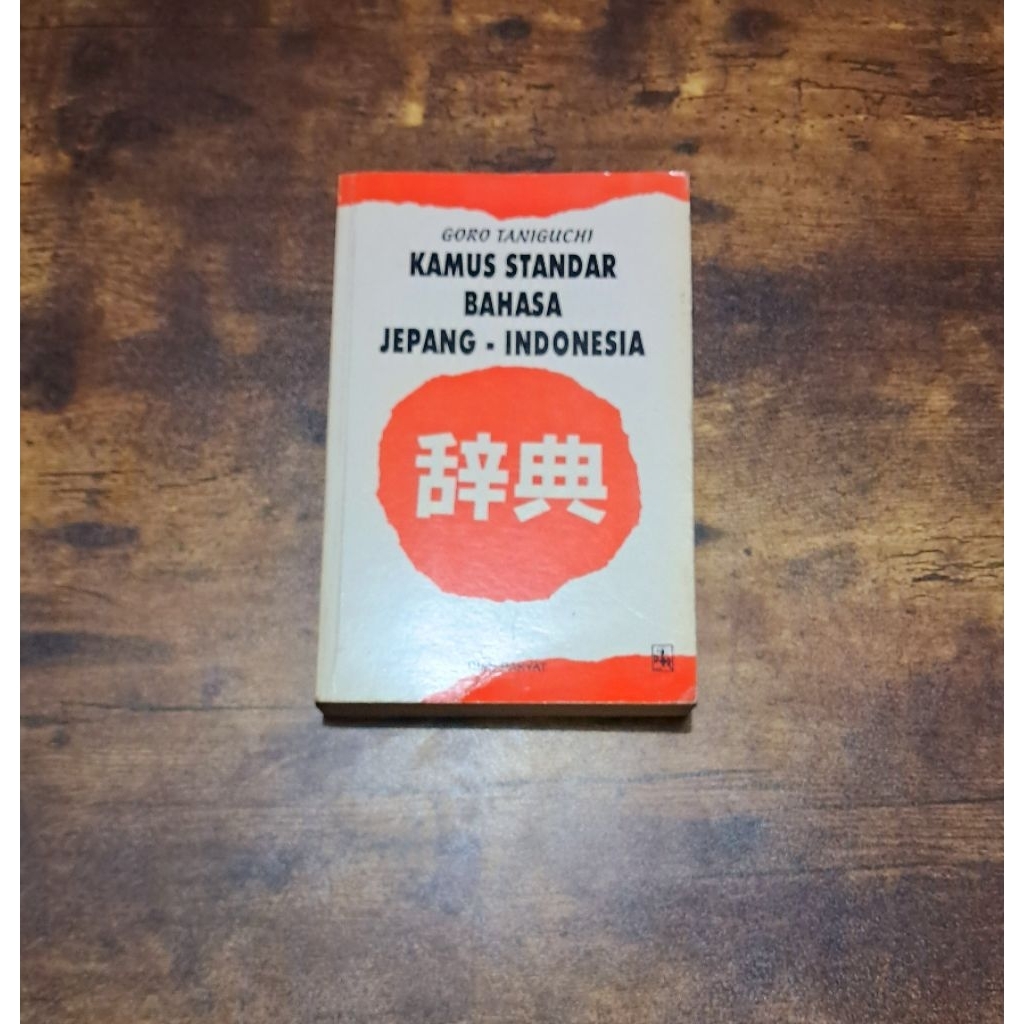 GORO TANIGUCHI
KAMUS STANDAR
BAHASA
JEPANG - INDONESIA
辞典